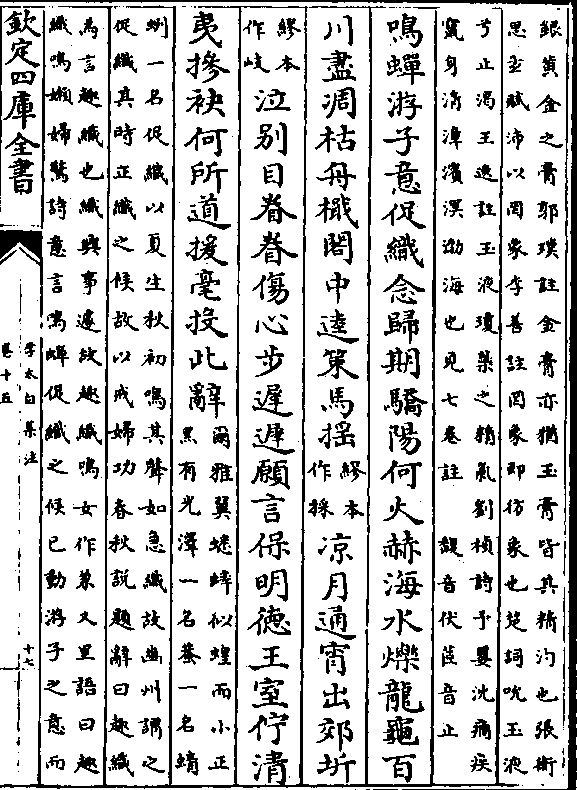 銀黃金之膏郭璞註金膏亦猶玉膏皆其精汋也張衡
思𤣥賦沛以罔象李善註罔象即彷象也楚詞吮玉液
兮止渴王逸註玉液瓊蘂之精氣劉楨詩予嬰沈痼疾
竄身清漳濵溟渤海也見七卷註 靚音伏莅音止
鳴蟬游子意促織念歸期驕陽何火赫海水爍龍龜百
川盡凋枯舟檝閣中逵策馬摇
繆本
作採
凉月通宵出郊圻
繆本
作岐
泣别目眷眷傷心步遲遲願言保明德王室佇清
夷摻袂何所道援毫投此辭
爾雅翼蟋蟀似蝗而小正
黑有光澤一名蛬一名蜻
蛚一名促織以夏生秋初鳴其聲如急織故幽州謂之
促織其時正織之候故以戒婦功春秋説題辭曰趣織
為言趣織也織與事遽故趣織鳴女作兼又里語曰趣
織鳴嬾婦驚詩意言鳴蟬促織之候已動游子之意而
欽定四庫全書
李太白集注
卷十五
十七